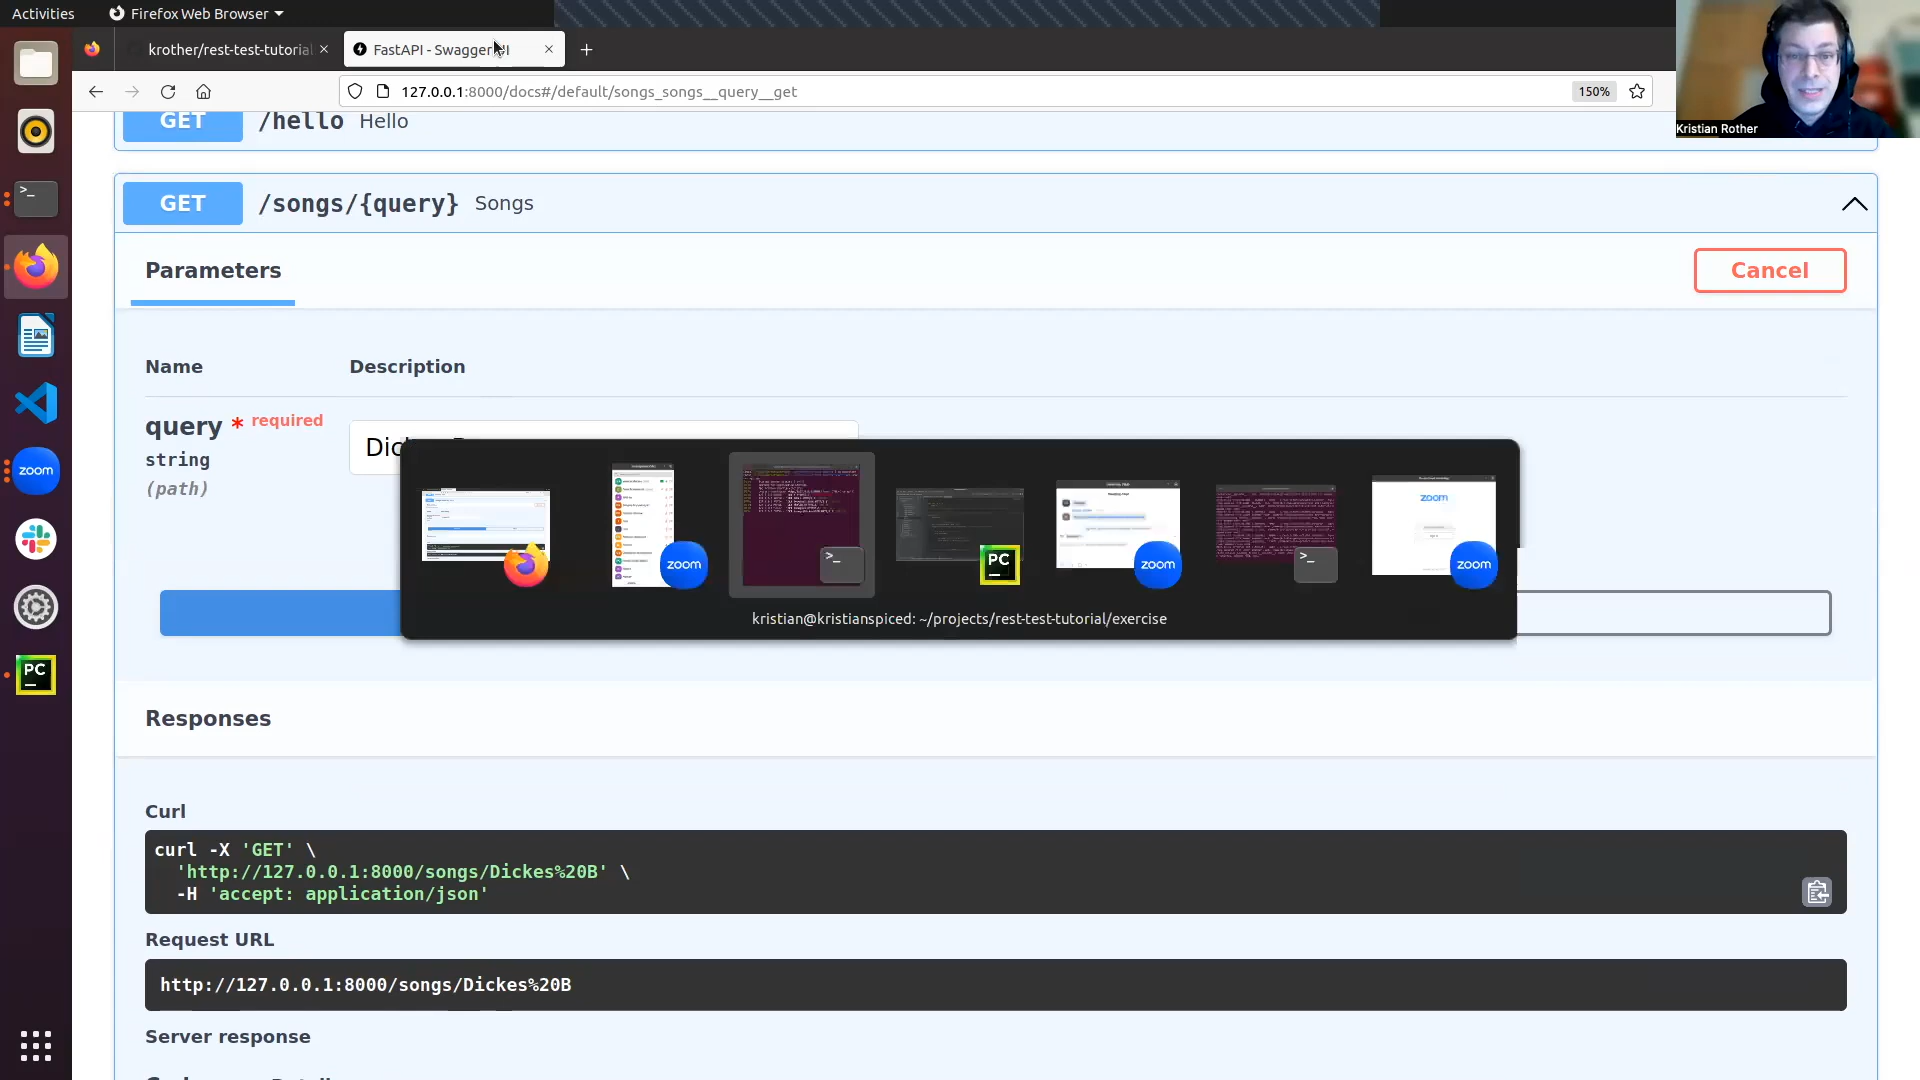 Activities
Firefox Web Browser
krother/rest-test-tutorial
FastAPI - Swagger UI
127.0.0.1:8000/docs#/default/songs_songs__query__get
150%
Kristian Rother
GET /hello Hello
GET /songs/{query} Songs
Parameters
Cancel
Name Description
query * required
string
(path)
zoom
zoom
zoom
zoom
zoom
PC
PC
kristian@kristianspiced: ~/projects/rest-test-tutorial/exercise
Responses
Curl
curl -X 'GET' \
'http://127.0.0.1:8000/songs/Dickes%20B' \
-H 'accept: application/json'
Request URL
http://127.0.0.1:8000/songs/Dickes%20B
Server response